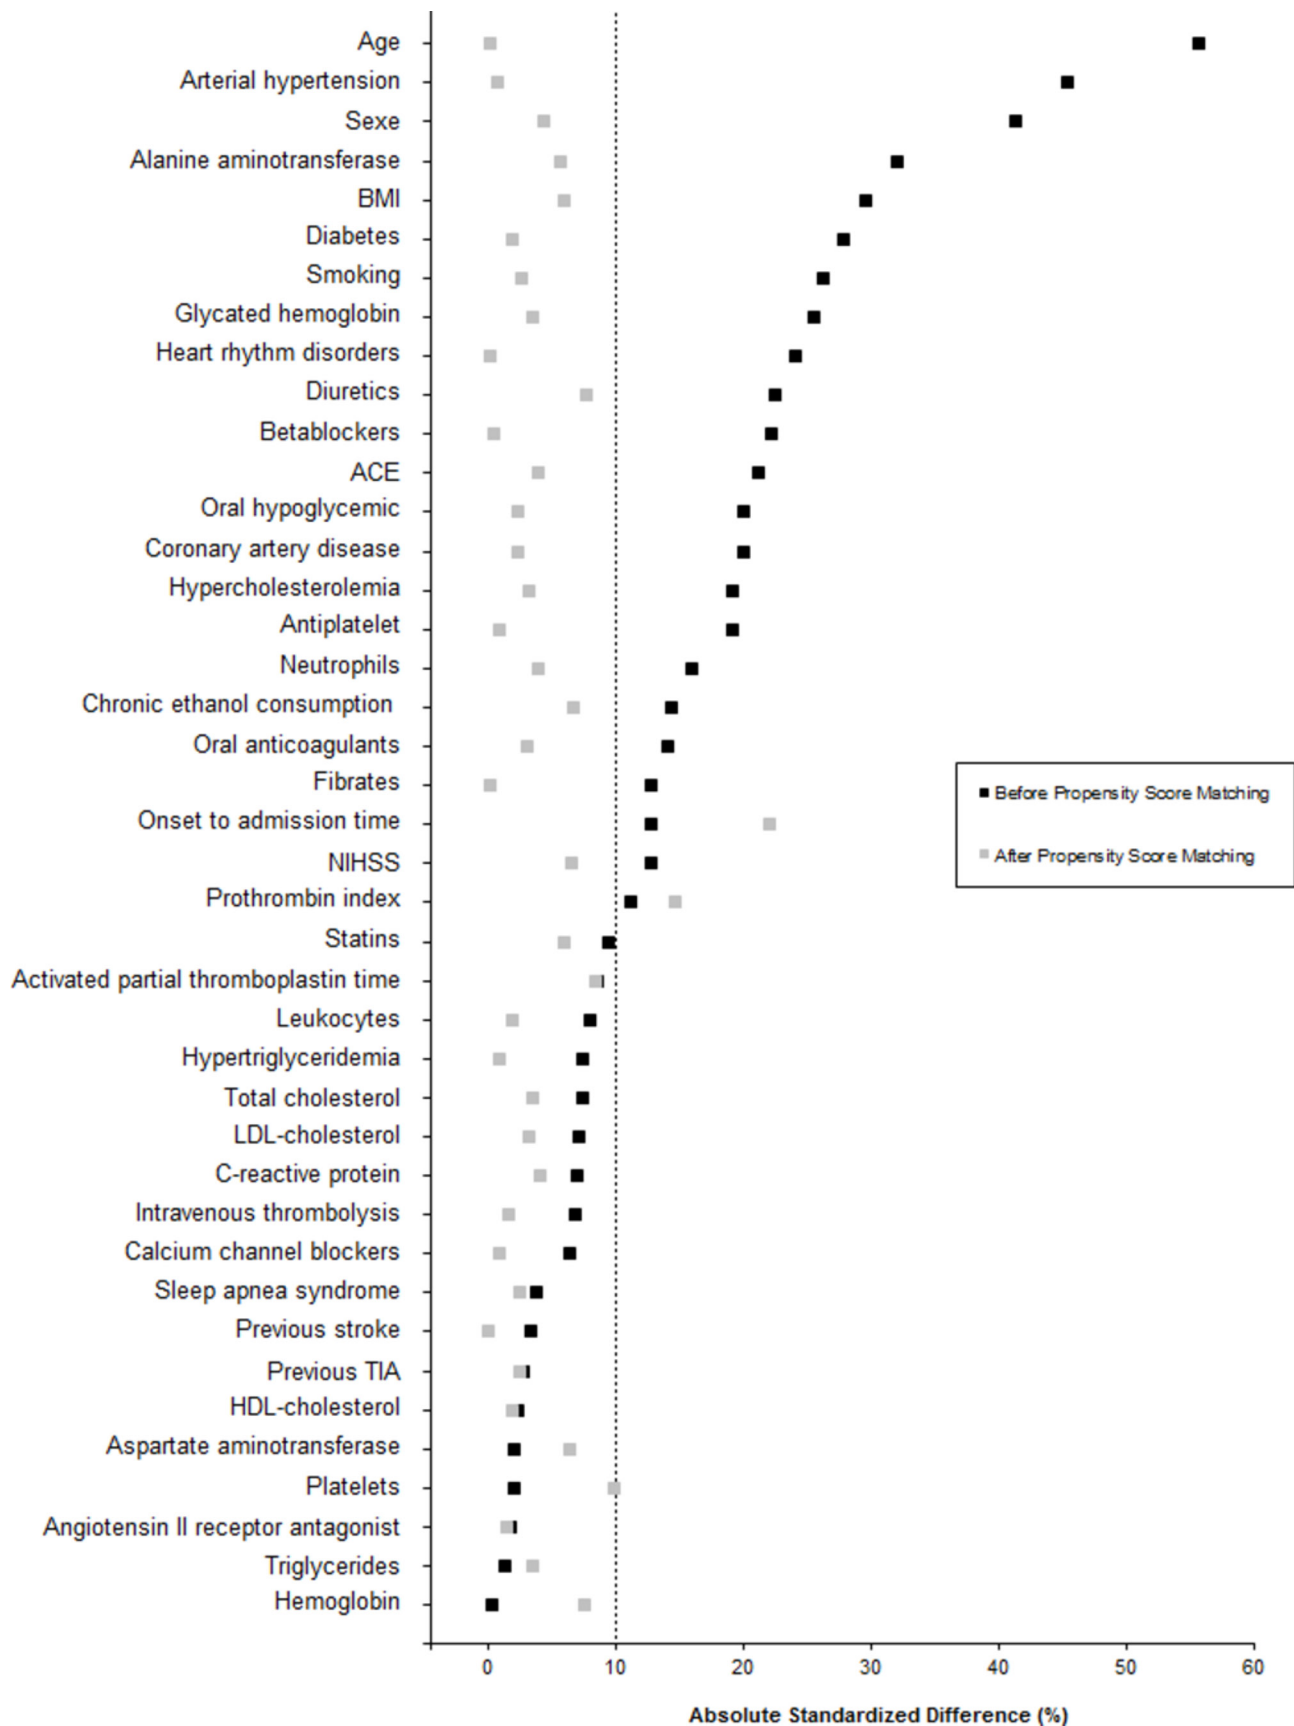 Age
Arterial hypertension
Sexe
Alanine aminotransferase
BMI
Diabetes
Smoking
Glycated hemoglobin
Heart rhythm disorders
Diuretics
Betablockers
ACE
Oral hypoglycemic
Coronary artery disease
Hypercholesterolemia
Antiplatelet
Neutrophils
Chronic ethanol consumption
Oral anticoagulants
Fibrates
Onset to admission time
NIHSS
Prothrombin index
Statins
Activated partial thromboplastin time
Leukocytes
Hypertriglyceridemia
Total cholesterol
LDL-cholesterol
C-reactive protein
Intravenous thrombolysis
Calcium channel blockers
Sleep apnea syndrome
Previous stroke
Previous TIA
HDL-cholesterol
Aspartate aminotransferase
Platelets
Angiotensin II receptor antagonist
Triglycerides
Hemoglobin
Before Propensity Score Matching
After Propensity Score Matching
0 10 20 30 40 50 60
Absolute Standardized Difference (%)